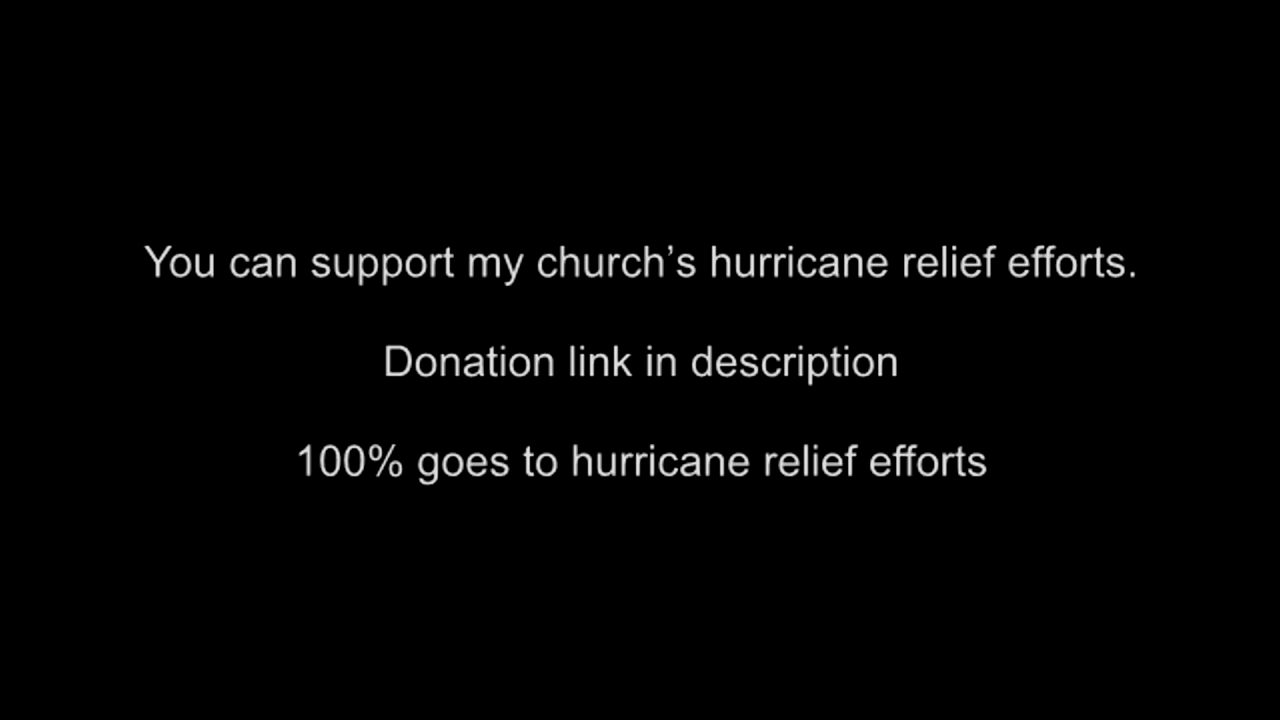 You can support my church’s hurricane relief efforts.
Donation link in description
100% goes to hurricane relief efforts